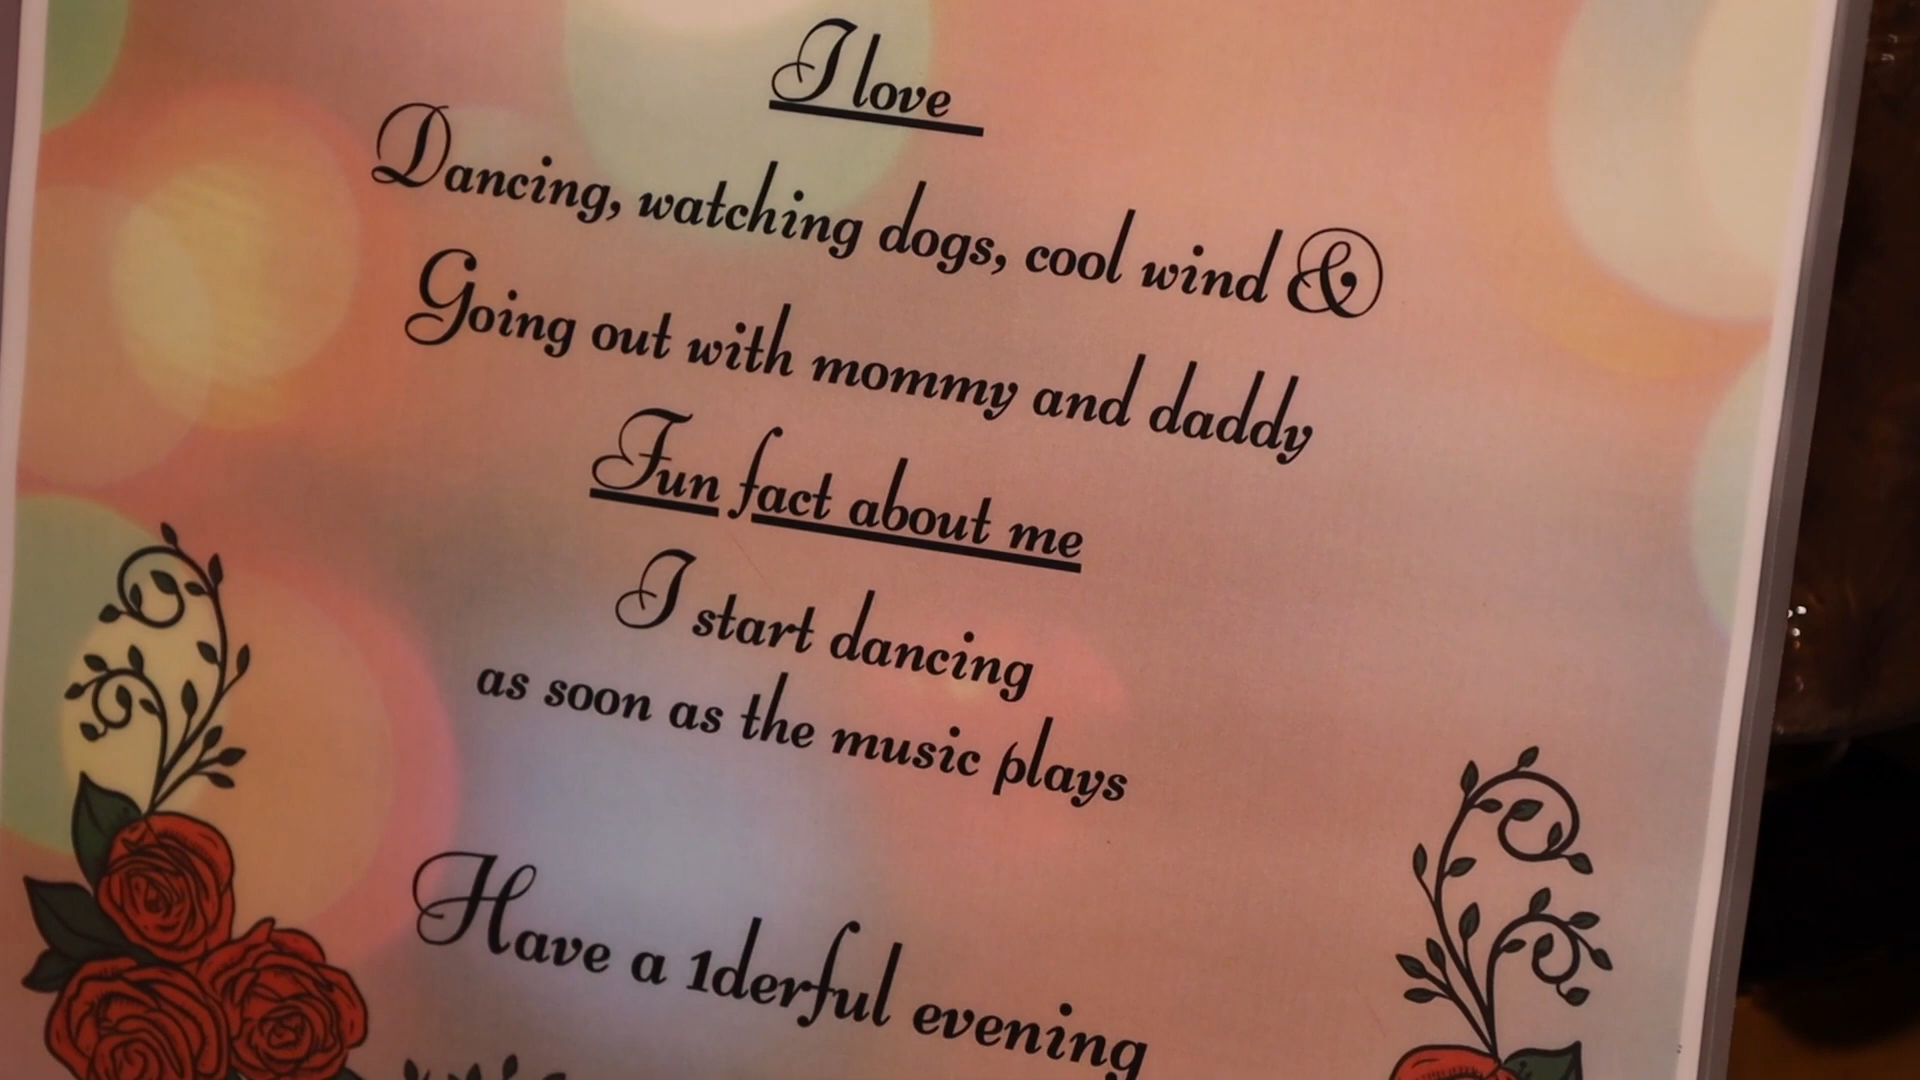 I love
Dancing, watching dogs, cool wind &
Going out with mommy and daddy
Fun fact about me
I start dancing
as soon as the music plays
Have a 1derful evening